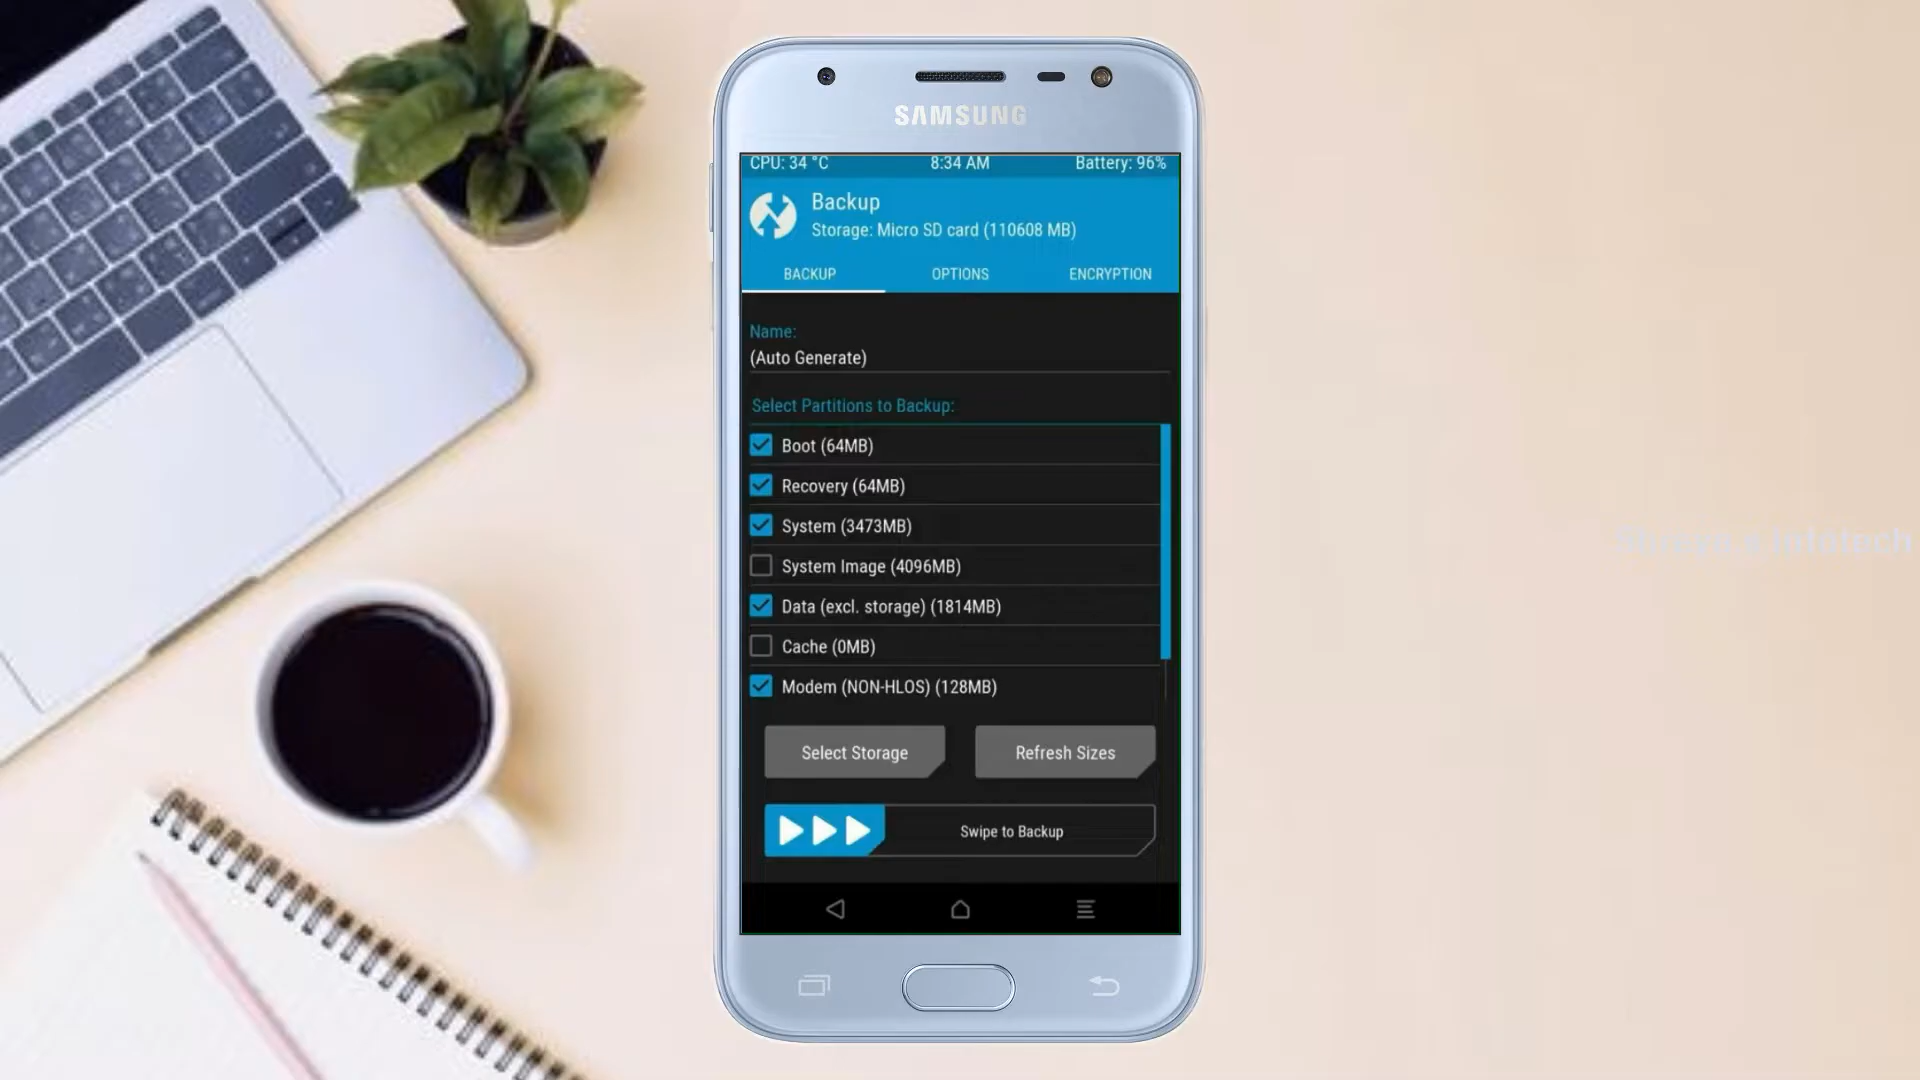 SAMSUNG
CPU: 34 °C 8:34 AM Battery: 96%
Backup
Storage: Micro SD card (110608 MB)
BACKUP OPTIONS ENCRYPTION
Name:
(Auto Generate)
Select Partitions to Backup:
Boot (64MB)
Recovery (64MB)
System (3473MB)
System Image (4096MB)
Data (excl. storage) (1814MB)
Cache (0MB)
Modem (NON-HLOS) (128MB)
Select Storage Refresh Sizes
Swipe to Backup
Infotech